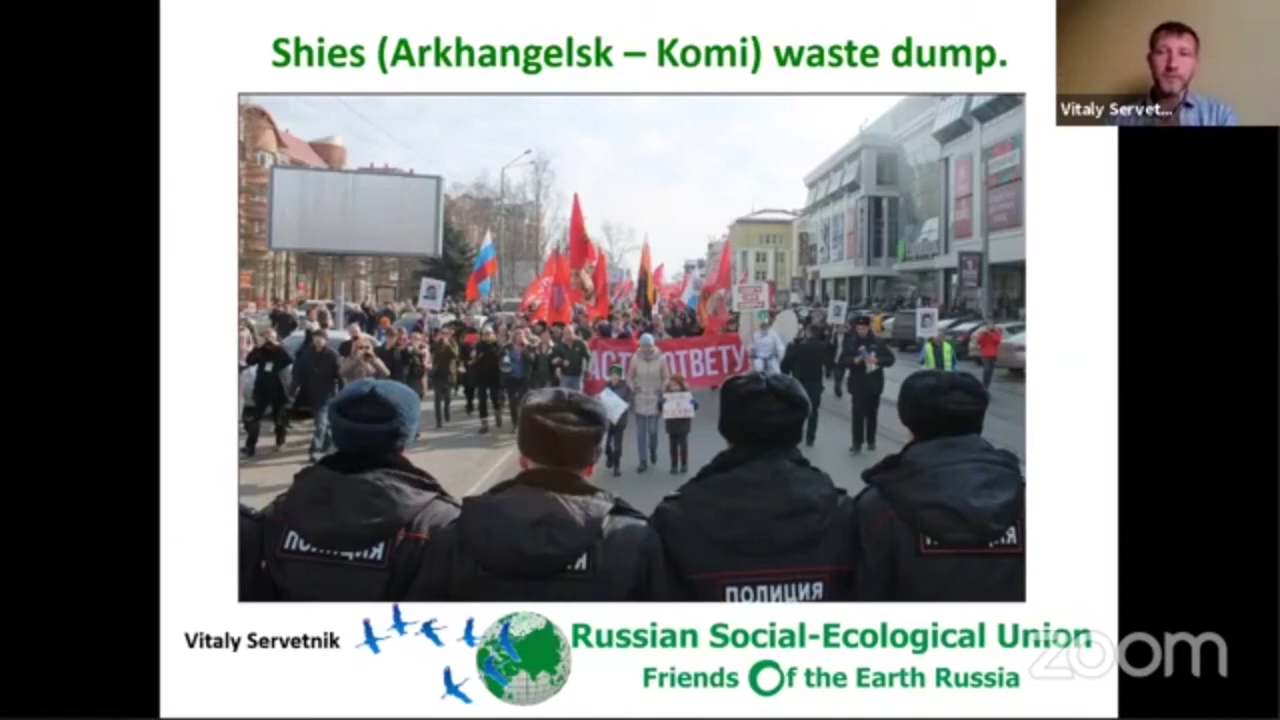 Shies (Arkhangelsk – Komi) waste dump.
Vitaly Servet...
ОТВЕТУ
ПОЛИЦИЯ
ПОЛИЦИЯ
Vitaly Servetnik
Russian Social-Ecological Union
Friends Of the Earth Russia
zoom